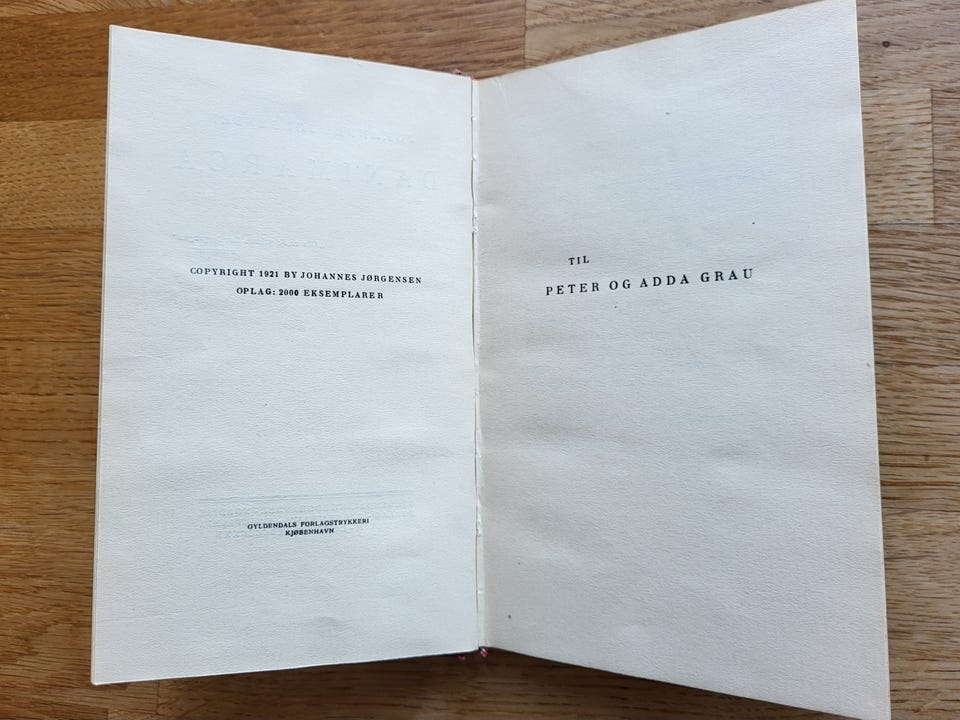 COPYRIGHT 1921 BY JOHANNES JØRGENSEN
OPLAG: 2000 EKSEMPLARER
GYLDENDALS FORLAGSTRYKKERI
KJØBENHAVN
TIL
PETER OG ADDA GRAU